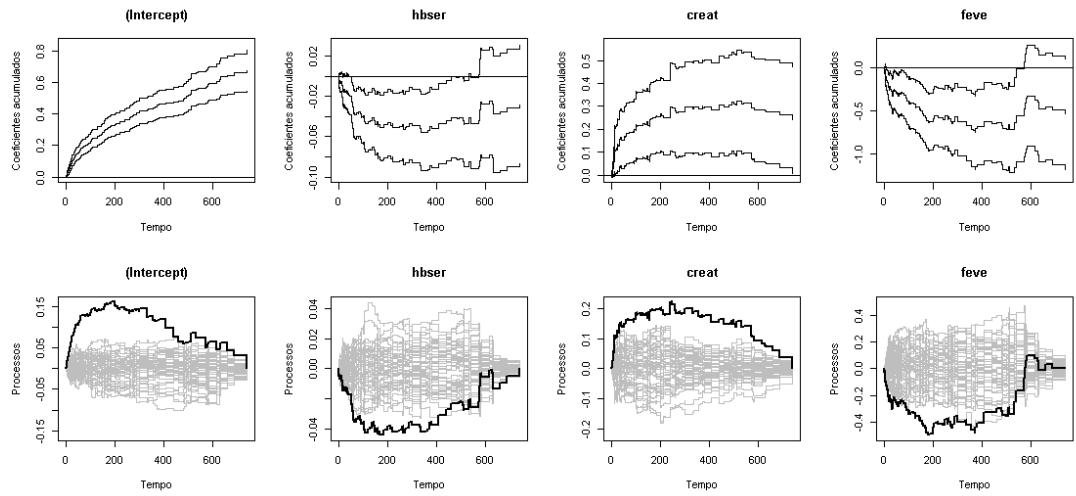 (Intercept)
hbser
creat
feve
Coeficientes acumulados
0.0 0.2 0.4 0.6 0.8
0 200 400 600
Tempo
Coeficientes acumulados
-0.10 -0.06 -0.02 0.02
0 200 400 600
Tempo
Coeficientes acumulados
0.0 0.1 0.2 0.3 0.4 0.5
0 200 400 600
Tempo
Coeficientes acumulados
-1.0 -0.5 0.0
0 200 400 600
Tempo
(Intercept)
hbser
creat
feve
Processos
-0.15 -0.05 0.05 0.15
0 200 400 600
Tempo
Processos
-0.04 -0.02 0.00 0.02 0.04
0 200 400 600
Tempo
Processos
-0.2 -0.1 0.0 0.1 0.2
0 200 400 600
Tempo
Processos
-0.4 -0.2 0.0 0.2 0.4
0 200 400 600
Tempo